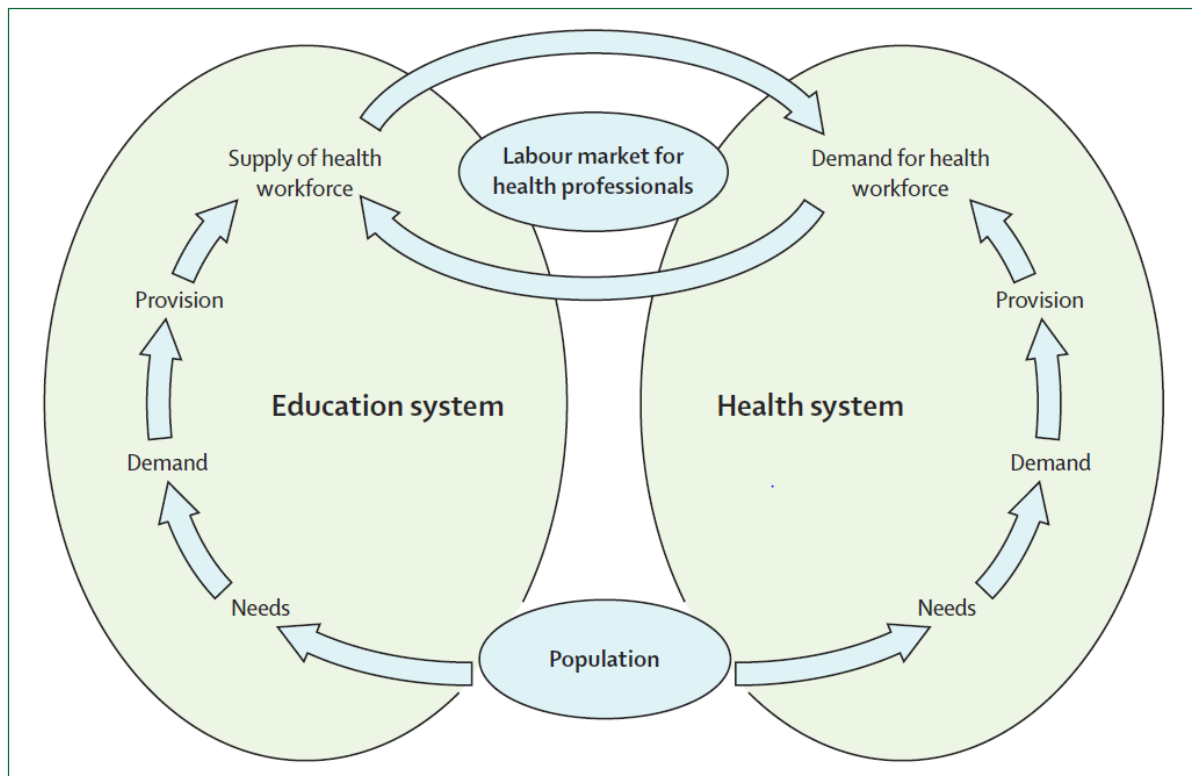 Supply of health
workforce
Labour market for
health professionals
Demand for health
workforce
Provision
Provision
Education system
Health system
Demand
Demand
Needs
Needs
Population